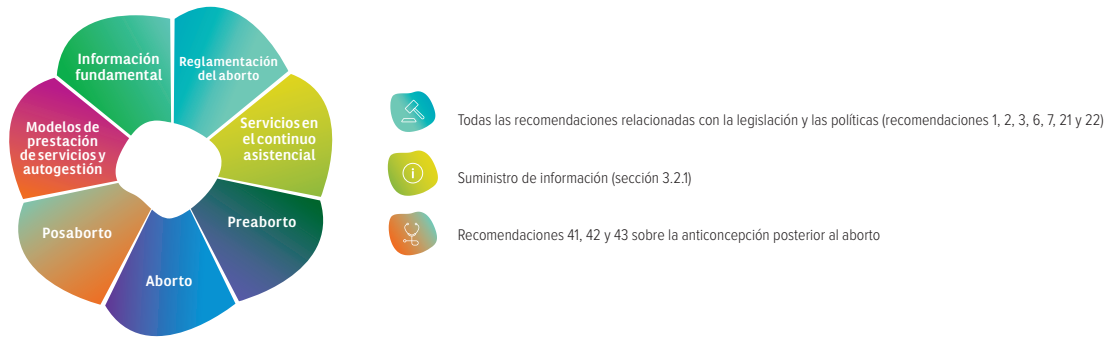 Información
fundamental
Reglamentación
del aborto
Servicios en
el continuo
asistencial
Preaborto
Aborto
Posaborto
Modelos de
prestación
de servicios y
autogestión
Todas las recomendaciones relacionadas con la legislación y las políticas (recomendaciones 1, 2, 3, 6, 7, 21 y 22)
Suministro de información (sección 3.2.1)
Recomendaciones 41, 42 y 43 sobre la anticoncepción posterior al aborto